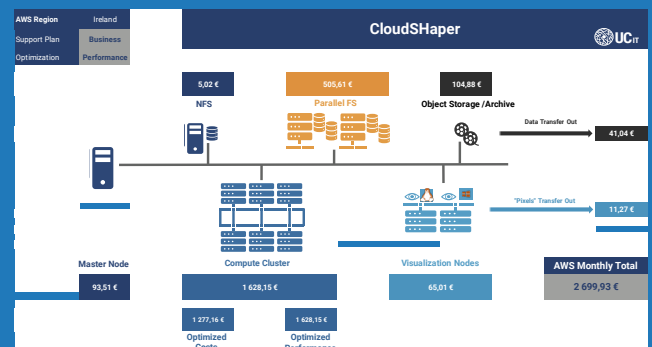 AWS Region Ireland
CloudSHaper
UCiT
Support Plan Business
Optimization Performance
5,02 € 505,61 € 104,88 €
NFS Parallel FS Object Storage /Archive
Data Transfer Out
41,04 €
"Pixels" Transfer Out
11,27 €
Master Node Compute Cluster Visualization Nodes AWS Monthly Total
93,51 € 1 628,15 € 65,01 € 2 699,93 €
1 277,16 € 1 628,15 €
Optimized Optimized
Costs Performance